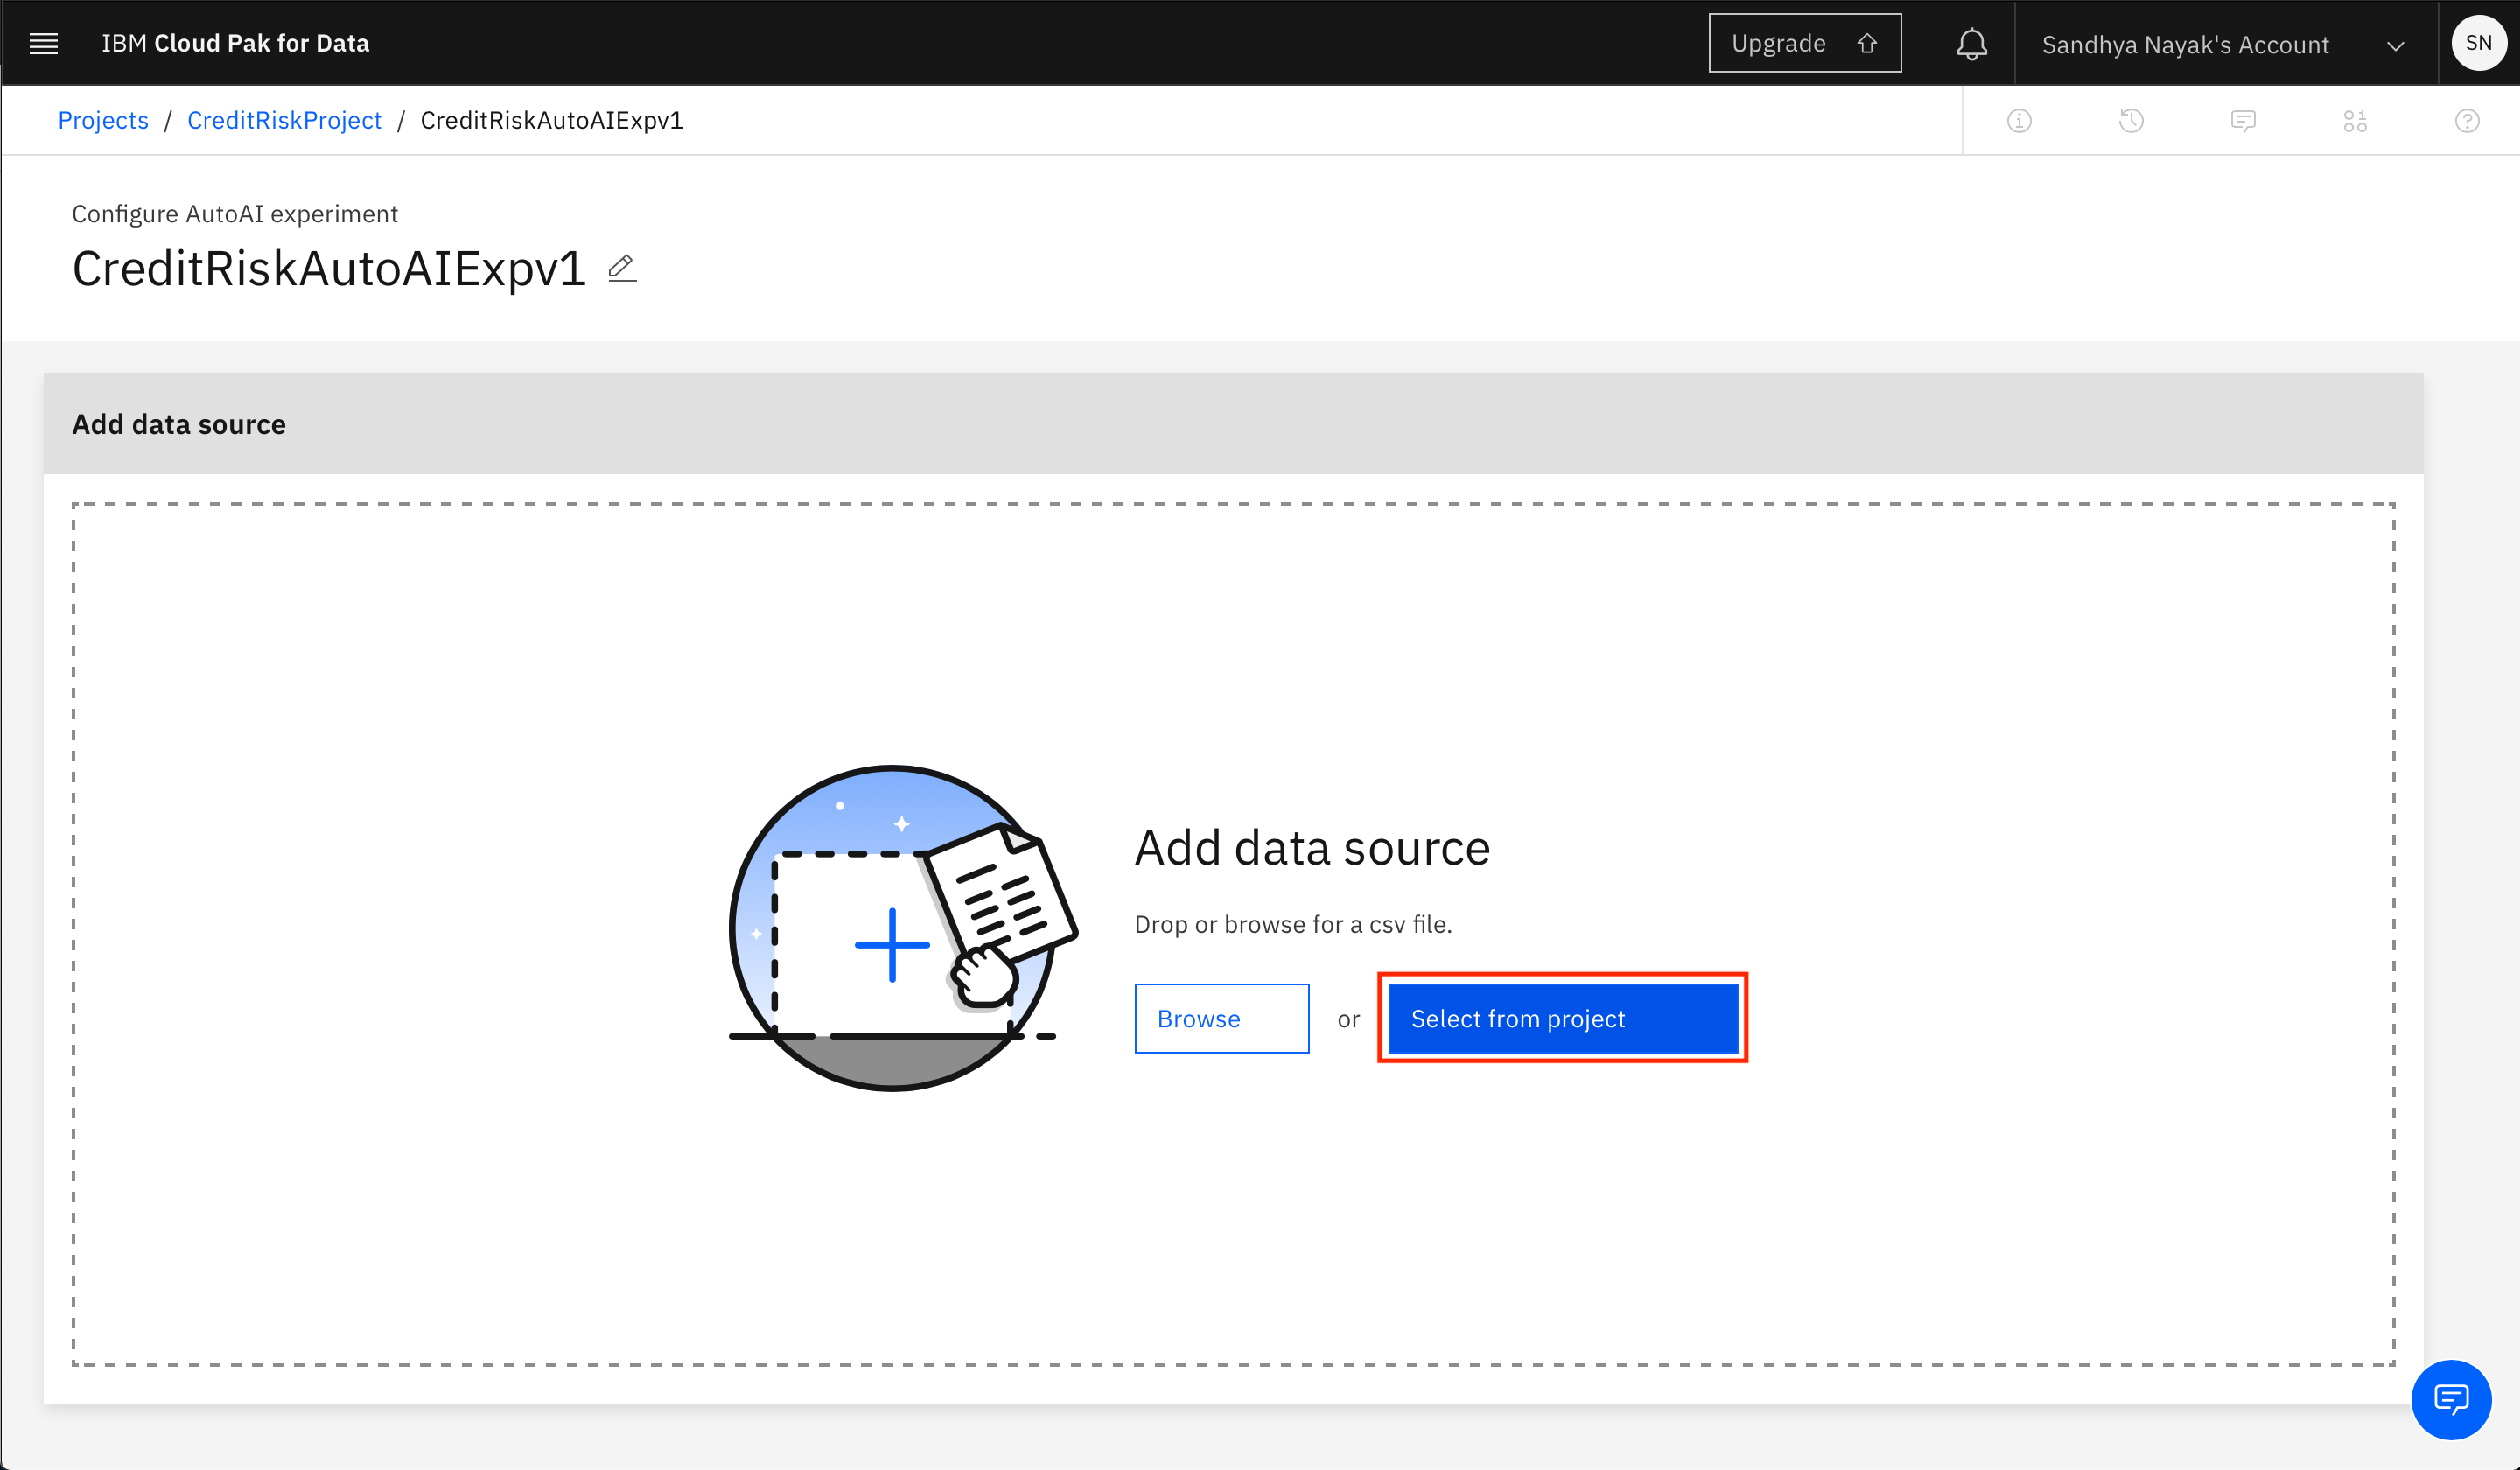 IBM Cloud Pak for Data
Upgrade
Sandhya Nayak's Account
SN
Projects / CreditRiskProject / CreditRiskAutoAIExpv1
Configure AutoAI experiment
CreditRiskAutoAIExpv1
Add data source
Add data source
Drop or browse for a csv file.
Browse or Select from project